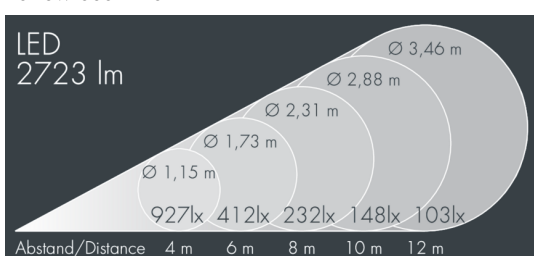 LED
2723 lm
Ø 3,46 m
Ø 2,88 m
Ø 2,31 m
Ø 1,73 m
Ø 1,15 m
927lx 412lx 232lx 148lx 103lx
Abstand/Distance 4 m 6 m 8 m 10 m 12 m